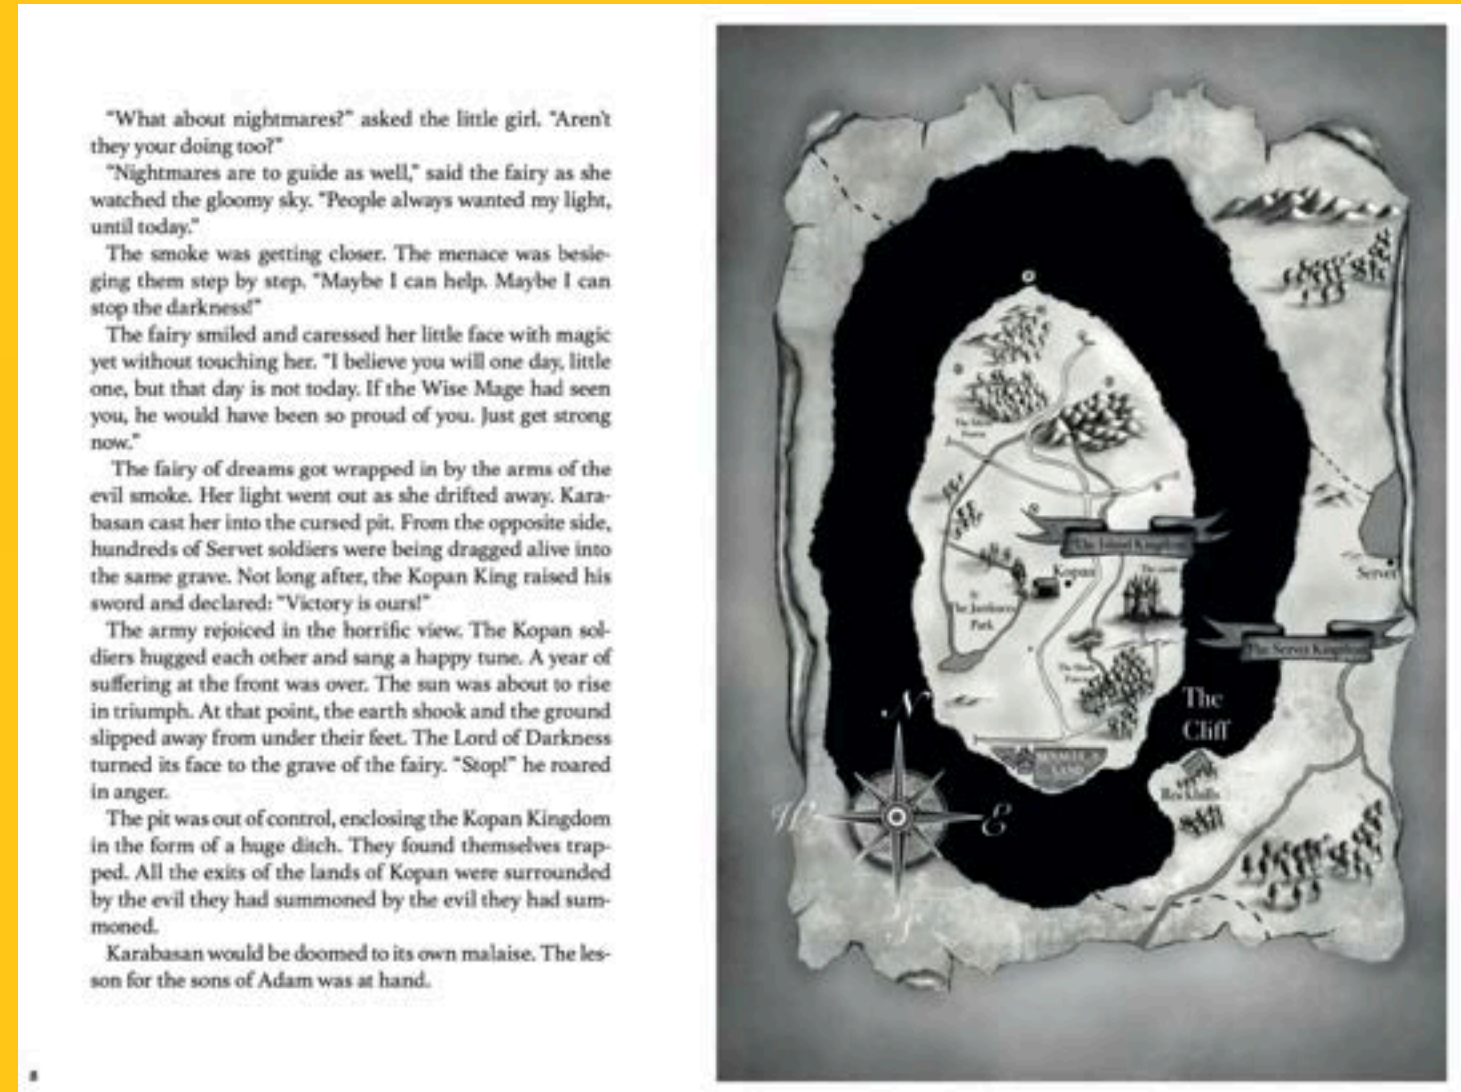 “What about nightmares?” asked the little girl. “Aren’t
they your doing too?”
“Nightmares are to guide as well,” said the fairy as she
watched the gloomy sky. “People always wanted my light,
until today.”
The smoke was getting closer. The menace was besie-
ging them step by step. “Maybe I can help. Maybe I can
stop the darkness!”
The fairy smiled and caressed her little face with magic
yet without touching her. “I believe you will one day, little
one, but that day is not today. If the Wise Mage had seen
you, he would have been so proud of you. Just get strong
now.”
The fairy of dreams got wrapped in by the arms of the
evil smoke. Her light went out as she drifted away. Kara-
basan cast her into the cursed pit. From the opposite side,
hundreds of Servet soldiers were being dragged alive into
the same grave. Not long after, the Kopan King raised his
sword and declared: “Victory is ours!”
The army rejoiced in the horrific view. The Kopan sol-
diers hugged each other and sang a happy tune. A year of
suffering at the front was over. The sun was about to rise
in triumph. At that point, the earth shook and the ground
slipped away from under their feet. The Lord of Darkness
turned its face to the grave of the fairy. “Stop!” he roared
in anger.
The pit was out of control, enclosing the Kopan Kingdom
in the form of a huge ditch. They found themselves trap-
ped. All the exits of the lands of Kopan were surrounded
by the evil they had summoned by the evil they had sum-
moned.
Karabasan would be doomed to its own malaise. The les-
son for the sons of Adam was at hand.
8
The
Forest
The Island Kingdom
Kopan
The
Servet
The
Park
The Servet Kingdom
The
The
Cliff
N
Rockfalls
W
E
S